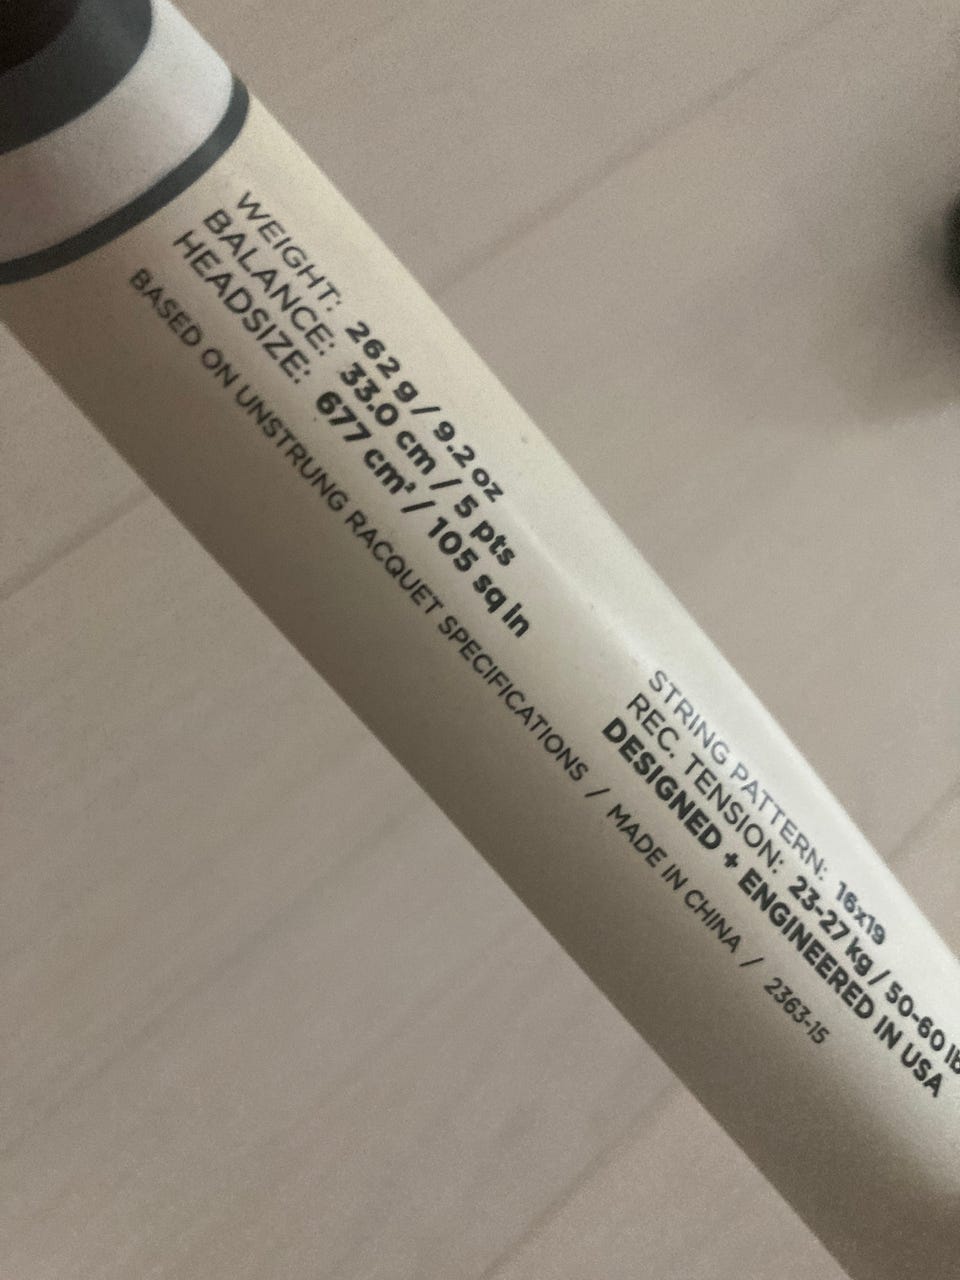 WEIGHT: 262 g / 9.2 oz
BALANCE: 33.0 cm / 5 pts
HEADSIZE: 677 cm² / 105 sq in
STRING PATTERN: 16x19
REC. TENSION: 23-27 kg / 50-60 lb
DESIGNED + ENGINEERED IN USA
BASED ON UNSTRUNG RACQUET SPECIFICATIONS / MADE IN CHINA / 2363-15